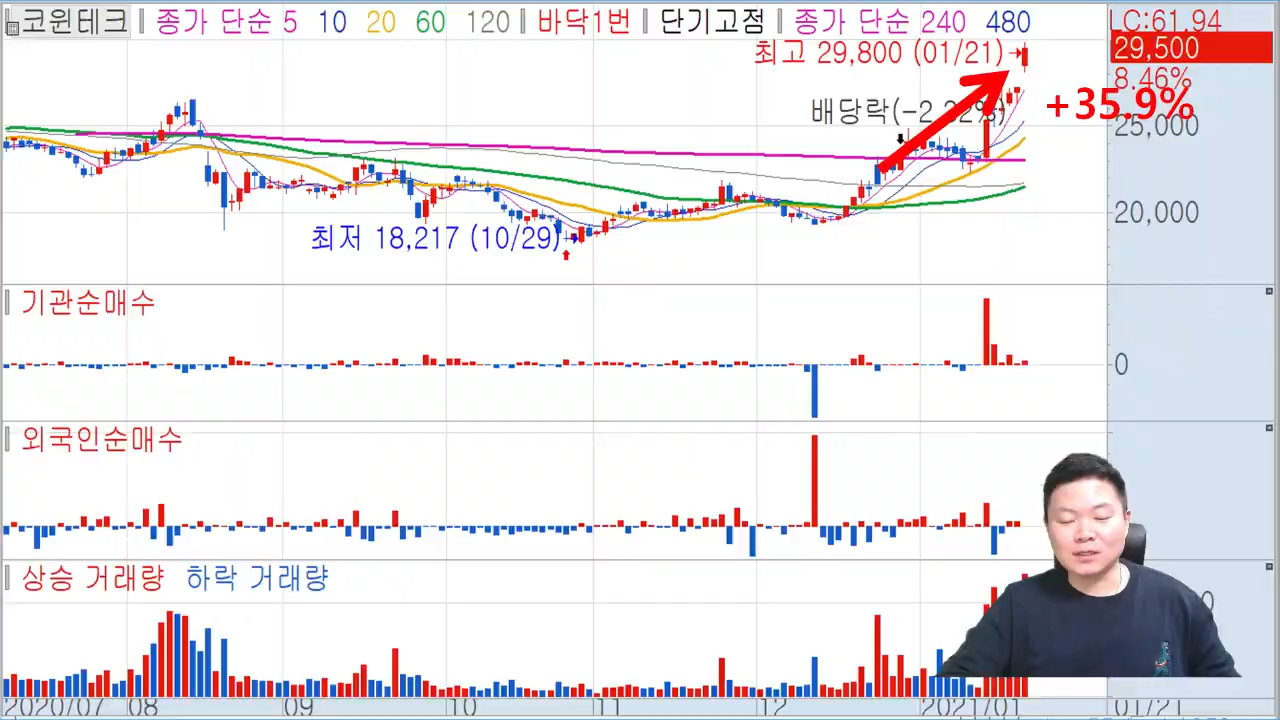 코윈테크 종가 단순 5 10 20 60 120 바닥1번 단기고점 종가 단순 240 480
LC:61.94
29,500
최고 29,800 (01/21)
8.46%
+35.9%
배당락(-2.22%)
25,000
20,000
최저 18,217 (10/29)
기관순매수
0
외국인순매수
상승 거래량 하락 거래량
0
2020/07 08 09 10 11 12 2021/01 01/21